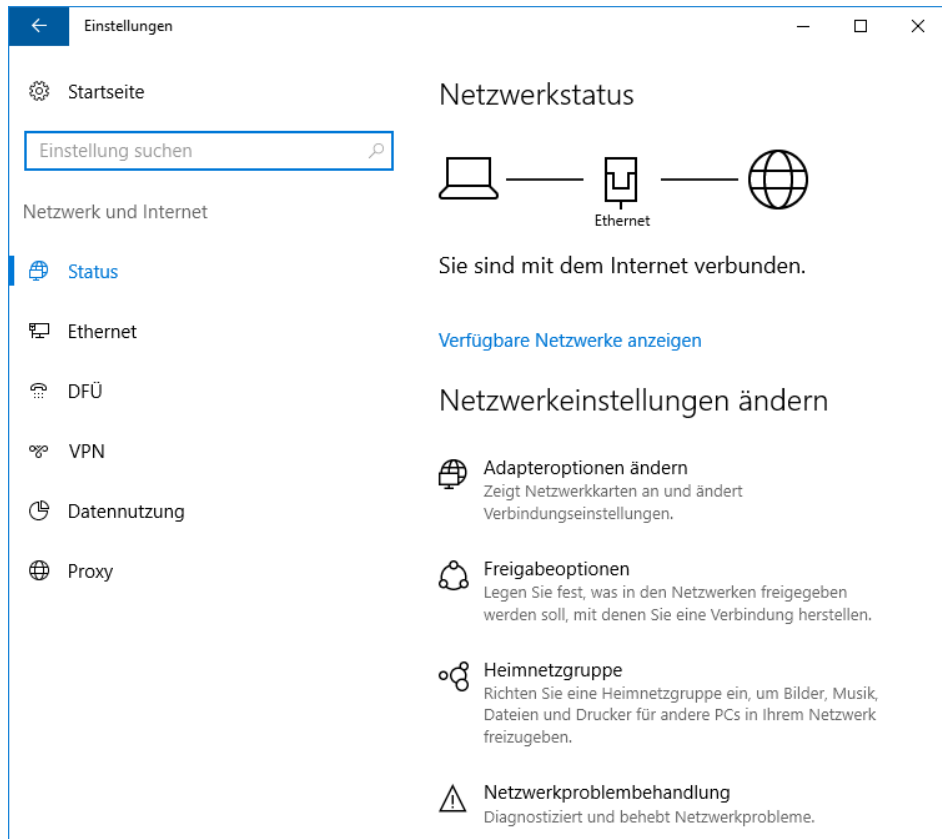 Einstellungen
Startseite
Einstellung suchen
Netzwerk und Internet
Status
Ethernet
DFÜ
VPN
Datennutzung
Proxy
Netzwerkstatus
Ethernet
Sie sind mit dem Internet verbunden.
Verfügbare Netzwerke anzeigen
Netzwerkeinstellungen ändern
Adapteroptionen ändern
Zeigt Netzwerkkarten an und ändert
Verbindungseinstellungen.
Freigabeoptionen
Legen Sie fest, was in den Netzwerken freigegeben
werden soll, mit denen Sie eine Verbindung herstellen.
Heimnetzgruppe
Richten Sie eine Heimnetzgruppe ein, um Bilder, Musik,
Dateien und Drucker für andere PCs in Ihrem Netzwerk
freizugeben.
Netzwerkproblembehandlung
Diagnostiziert und behebt Netzwerkprobleme.